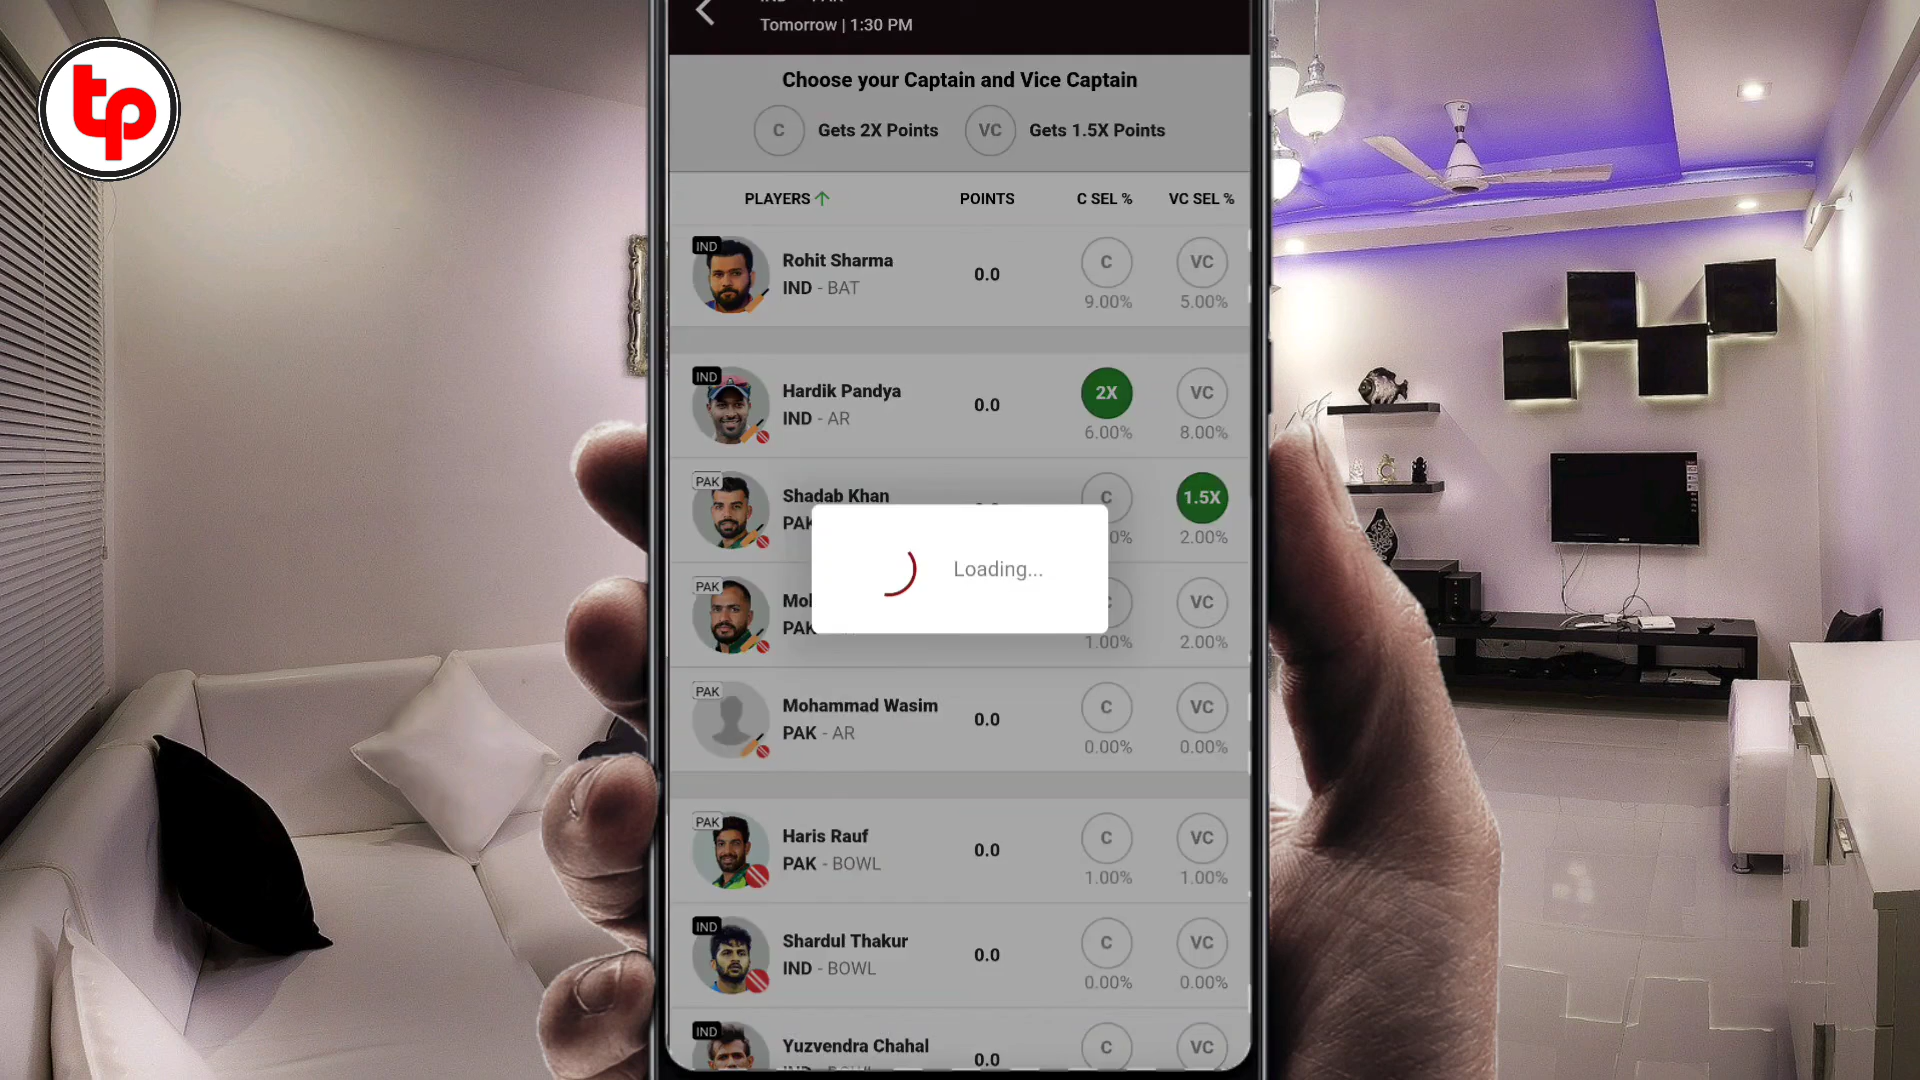 tp
Tomorrow | 1:30 PM
Choose your Captain and Vice Captain
C Gets 2X Points VC Gets 1.5X Points
PLAYERS POINTS C SEL % VC SEL %
IND
Rohit Sharma
IND - BAT
0.0
C VC
9.00% 5.00%
IND
Hardik Pandya
IND - AR
0.0
2X VC
6.00% 8.00%
PAK
Shadab Khan
PAK
C 1.5X
2.00%
Loading...
PAK
PAK
VC
1.00% 2.00%
PAK
Mohammad Wasim
PAK - AR
0.0
C VC
0.00% 0.00%
PAK
Haris Rauf
PAK - BOWL
0.0
C VC
1.00% 1.00%
IND
Shardul Thakur
IND - BOWL
0.0
C VC
0.00% 0.00%
IND
Yuzvendra Chahal
0.0
C VC